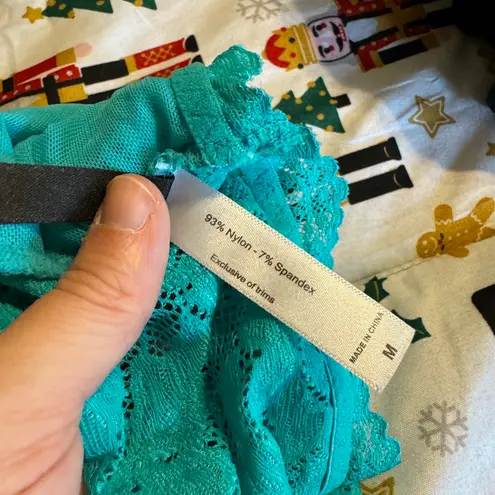 93% Nylon - 7% Spandex
Exclusive of trims
MADE IN CHINA
M